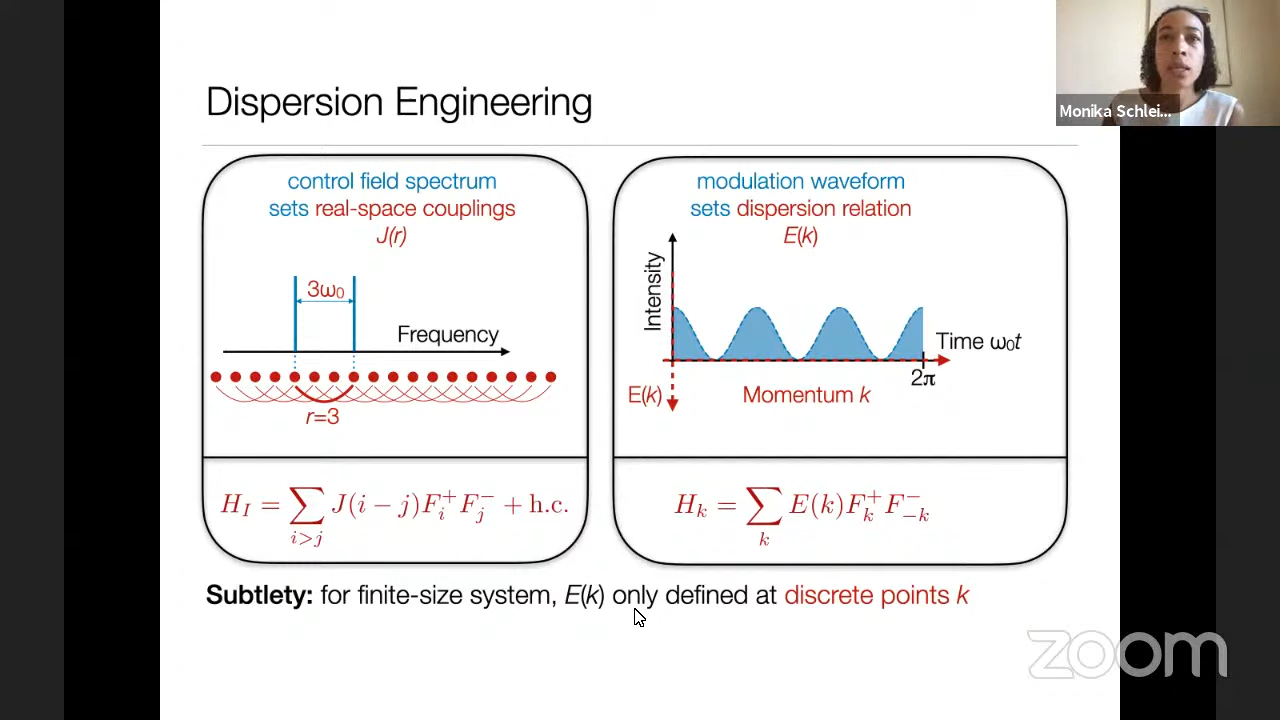 Monika Schlei...
Dispersion Engineering
control field spectrum
sets real-space couplings
J(r)
3ω₀
Frequency
r=3
H_I = ∑_{i>j} J(i − j)F_i^+ F_j^- + h.c.
modulation waveform
sets dispersion relation
E(k)
Intensity
Time ω₀t
2π
E(k)
Momentum k
H_k = ∑_k E(k)F_k^+ F_{-k}^-
Subtlety: for finite-size system, E(k) only defined at discrete points k
zoom